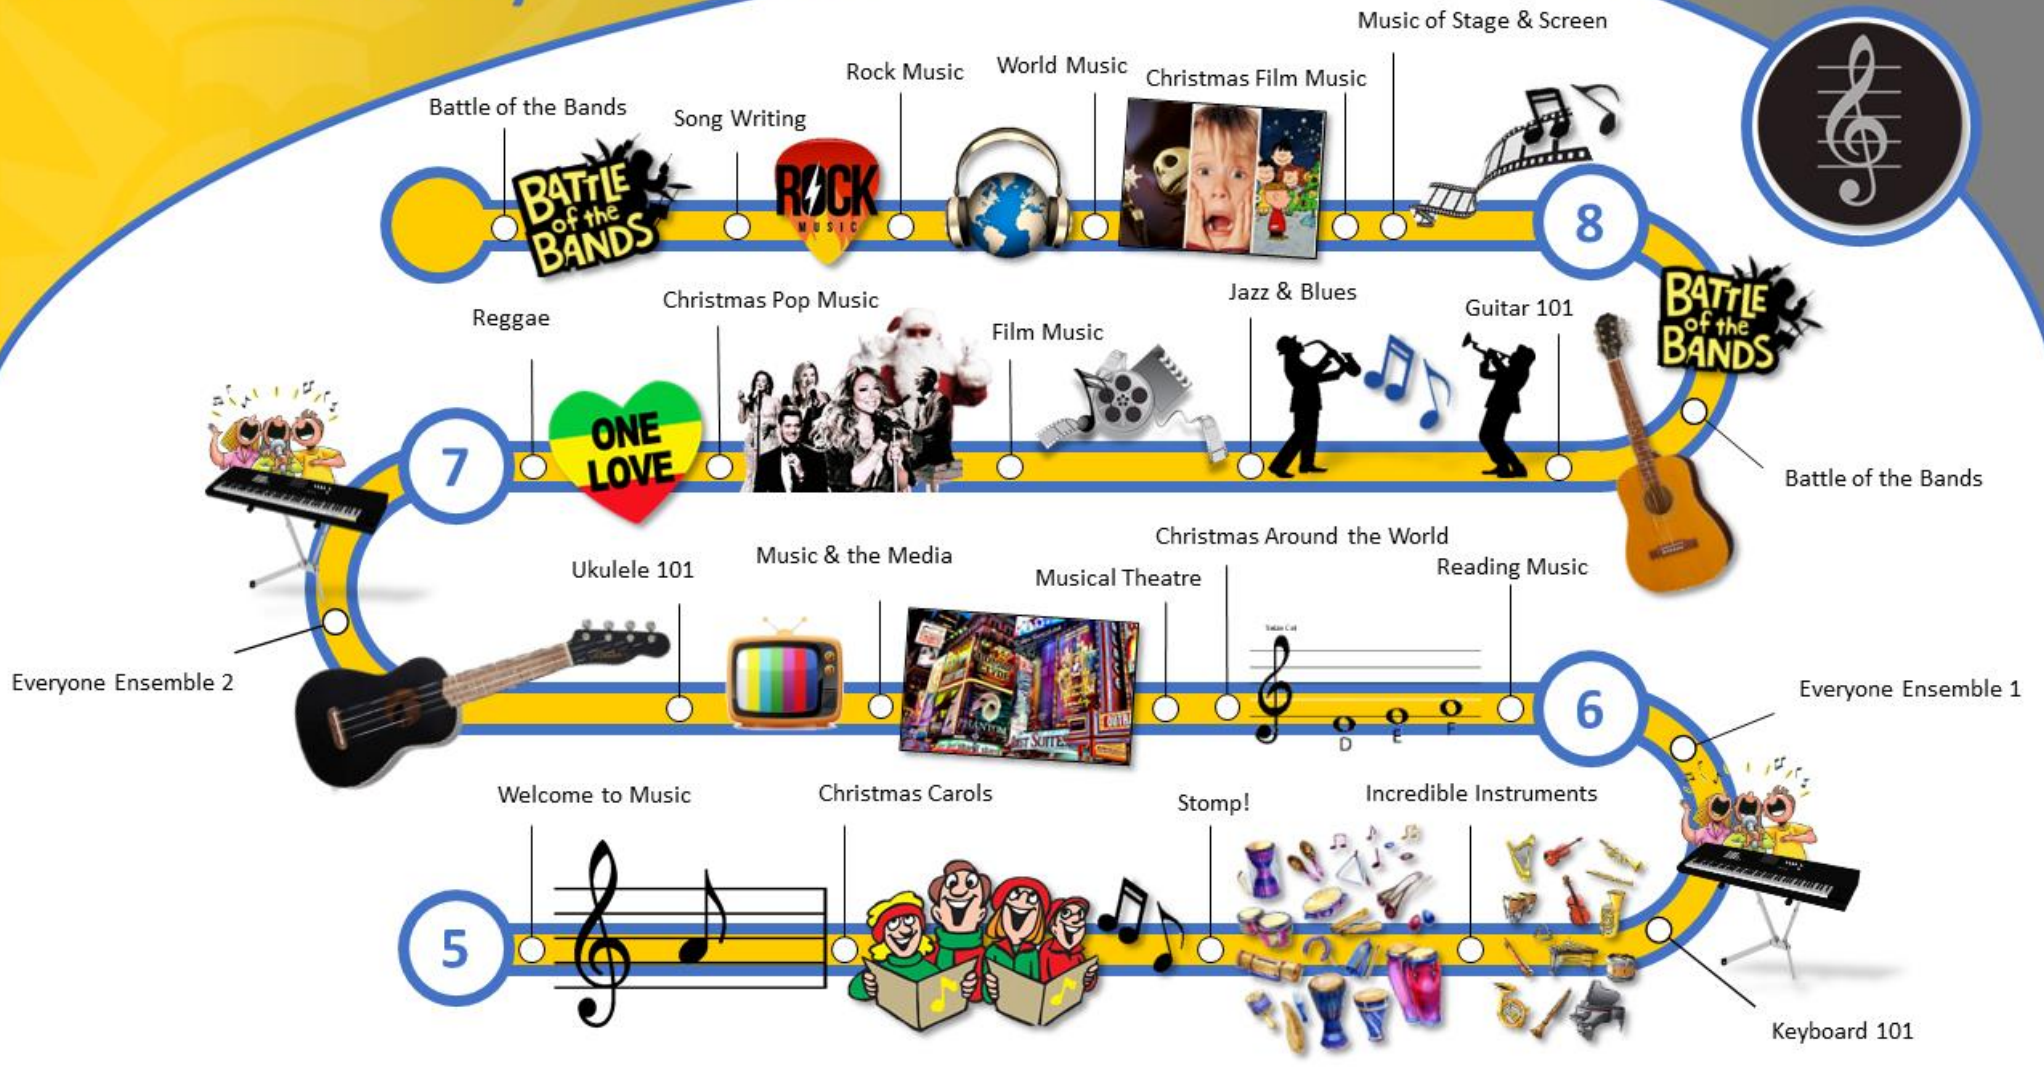 Music of Stage & Screen
Rock Music
World Music
Christmas Film Music
Battle of the Bands
Song Writing
BATTLE
of the
BANDS
ROCK
MUSIC
8
Reggae
Christmas Pop Music
Film Music
Jazz & Blues
Guitar 101
BATTLE
of the
BANDS
7
ONE
LOVE
Battle of the Bands
Christmas Around the World
Ukulele 101
Music & the Media
Musical Theatre
Reading Music
D E F
PHANTOM
6
Everyone Ensemble 2
Everyone Ensemble 1
Welcome to Music
Christmas Carols
Stomp!
Incredible Instruments
5
Keyboard 101